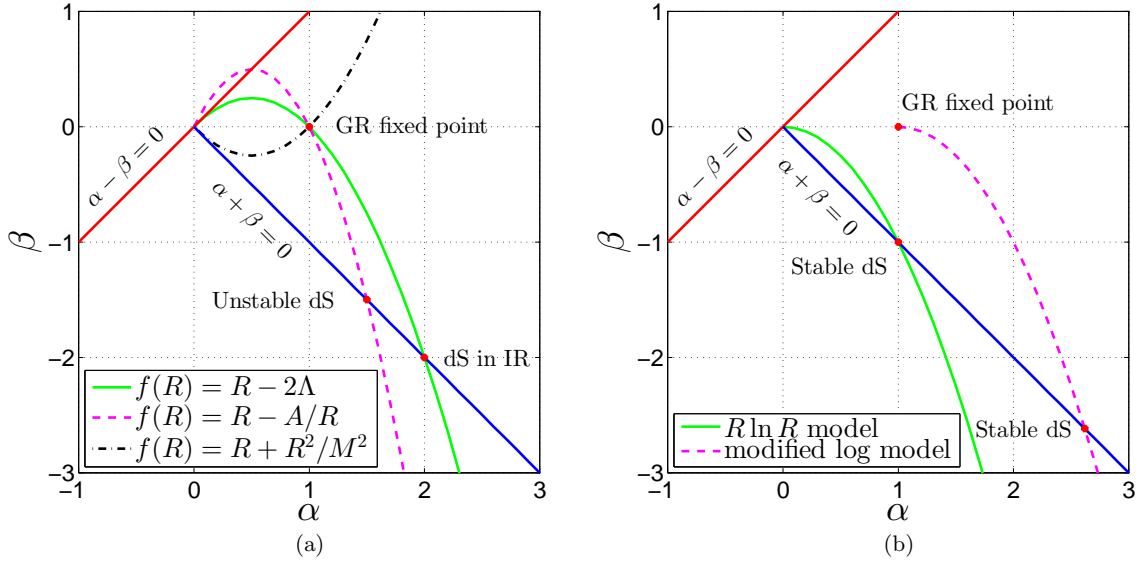 1
0
−1
−2
−3
β
−1
0
1
2
3
α
α − β = 0
α + β = 0
GR fixed point
Unstable dS
dS in IR
f(R) = R − 2Λ
f(R) = R − A/R
f(R) = R + R²/M²
(a)
1
0
−1
−2
−3
β
−1
0
1
2
3
α
α − β = 0
α + β = 0
GR fixed point
Stable dS
Stable dS
R ln R model
modified log model
(b)